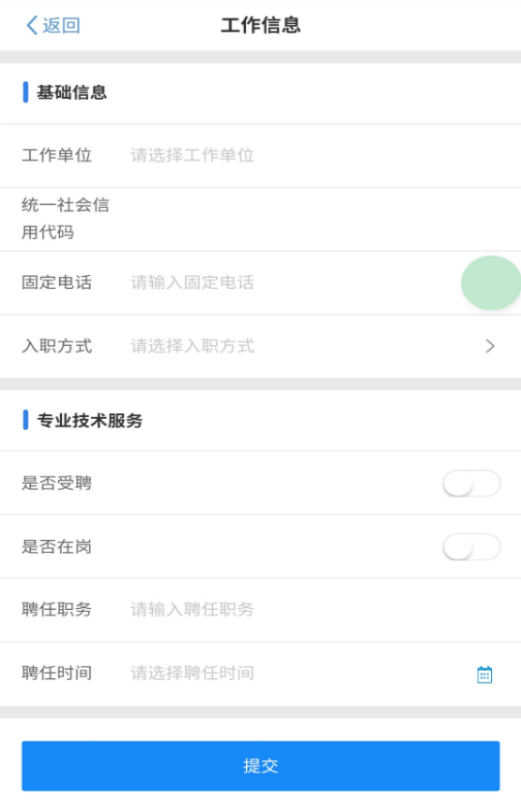 返回
工作信息
基础信息
工作单位 请选择工作单位
统一社会信
用代码
固定电话 请输入固定电话
入职方式 请选择入职方式
专业技术服务
是否受聘
是否在岗
聘任职务 请输入聘任职务
聘任时间 请选择聘任时间
提交